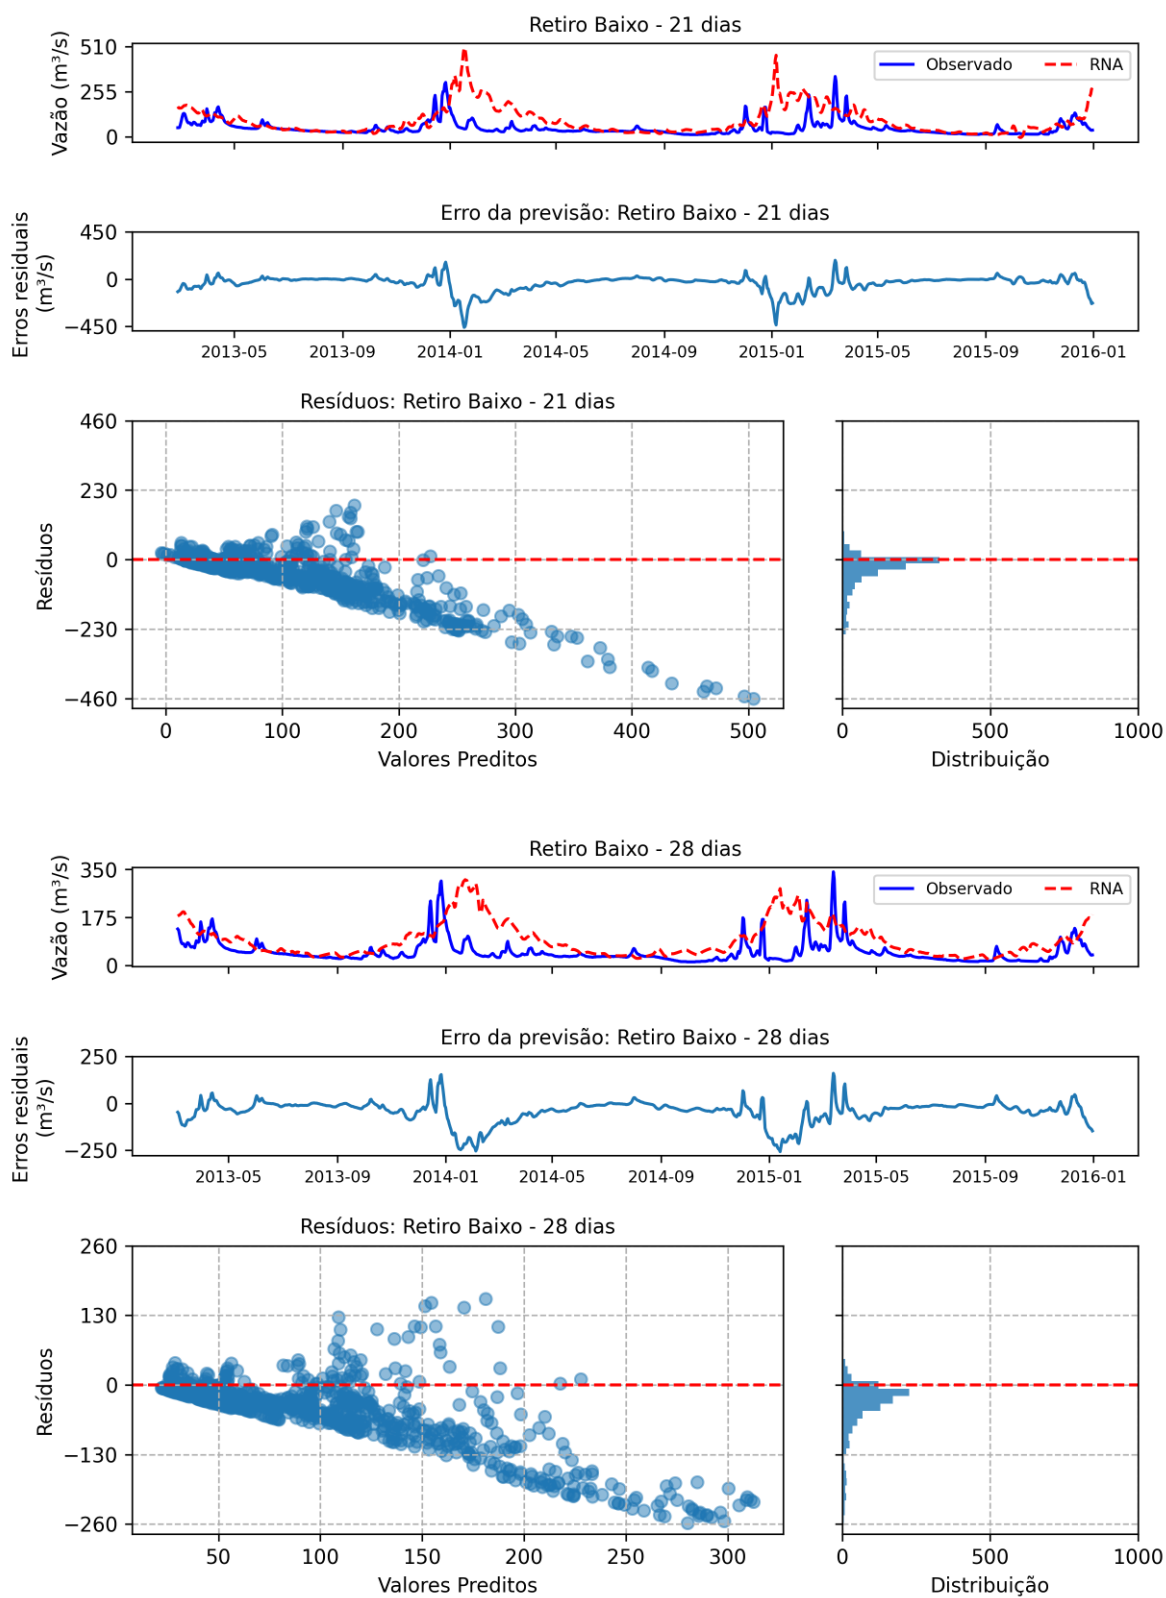 Retiro Baixo - 21 dias
Vazão (m³/s)
510
255
0
Observado
RNA
Erro da previsão: Retiro Baixo - 21 dias
Erros residuais
(m³/s)
450
0
−450
2013-05 2013-09 2014-01 2014-05 2014-09 2015-01 2015-05 2015-09 2016-01
Resíduos: Retiro Baixo - 21 dias
Resíduos
460
230
0
−230
−460
0 100 200 300 400 500
Valores Preditos
0 500 1000
Distribuição
Retiro Baixo - 28 dias
Vazão (m³/s)
350
175
0
Observado
RNA
Erro da previsão: Retiro Baixo - 28 dias
Erros residuais
(m³/s)
250
0
−250
2013-05 2013-09 2014-01 2014-05 2014-09 2015-01 2015-05 2015-09 2016-01
Resíduos: Retiro Baixo - 28 dias
Resíduos
260
130
0
−130
−260
50 100 150 200 250 300
Valores Preditos
0 500 1000
Distribuição